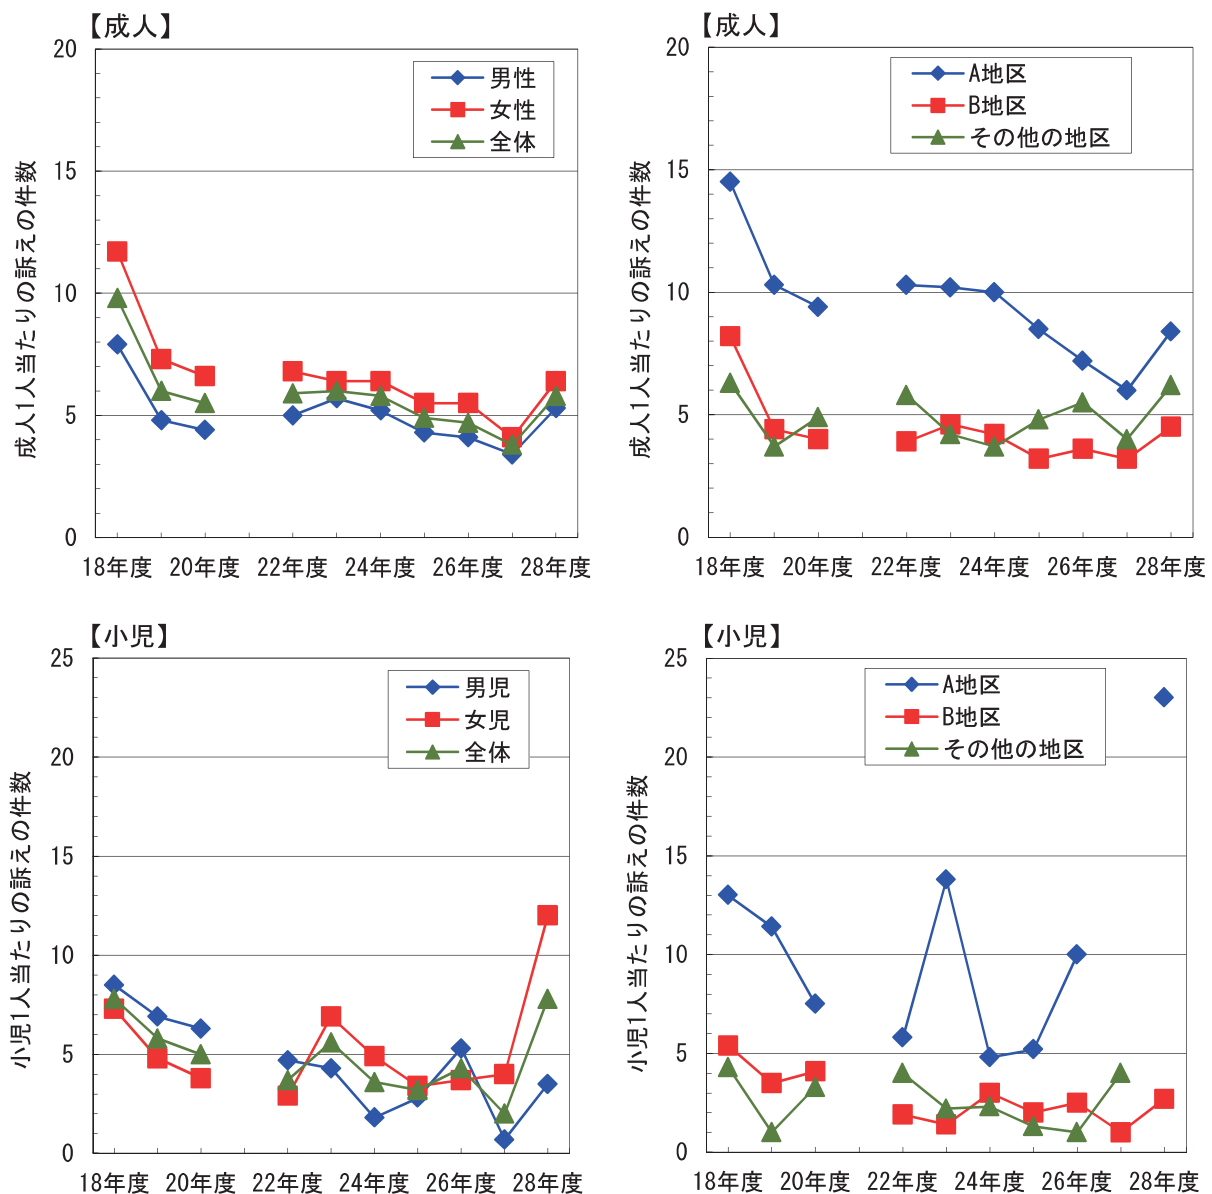 【成人】
20
15
10
5
0
成人1人当たりの訴えの件数
男性
女性
全体
18年度 20年度 22年度 24年度 26年度 28年度
【成人】
20
15
10
5
0
成人1人当たりの訴えの件数
A地区
B地区
その他の地区
18年度 20年度 22年度 24年度 26年度 28年度
【小児】
25
20
15
10
5
0
小児1人当たりの訴えの件数
男児
女児
全体
18年度 20年度 22年度 24年度 26年度 28年度
【小児】
25
20
15
10
5
0
小児1人当たりの訴えの件数
A地区
B地区
その他の地区
18年度 20年度 22年度 24年度 26年度 28年度